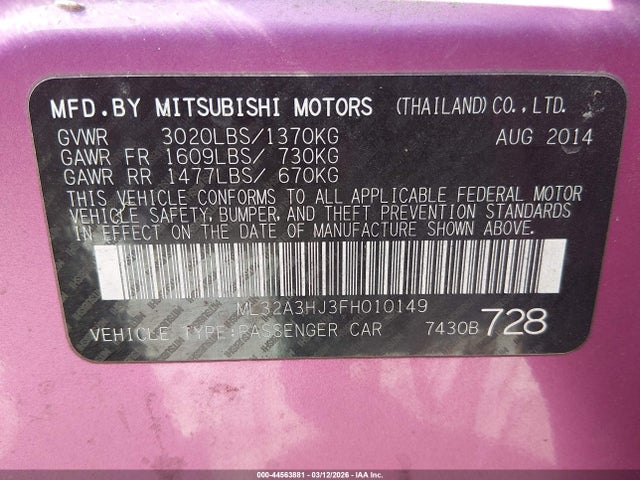 MFD.BY MITSUBISHI MOTORS (THAILAND)CO.,LTD.
GVWR 3020LBS/1370KG AUG 2014
GAWR FR 1609LBS/ 730KG
GAWR RR 1477LBS/ 670KG
THIS VEHICLE CONFORMS TO ALL APPLICABLE FEDERAL MOTOR
VEHICLE SAFETY, BUMPER, AND THEFT PREVENTION STANDARDS
IN EFFECT ON THE DATE OF MANUFACTURE SHOWN ABOVE.
ML32A3HJ3FH010149
VEHICLE TYPE:PASSENGER CAR 7430B 728
000-44563881 - 03/12/2026 - IAA, Inc.